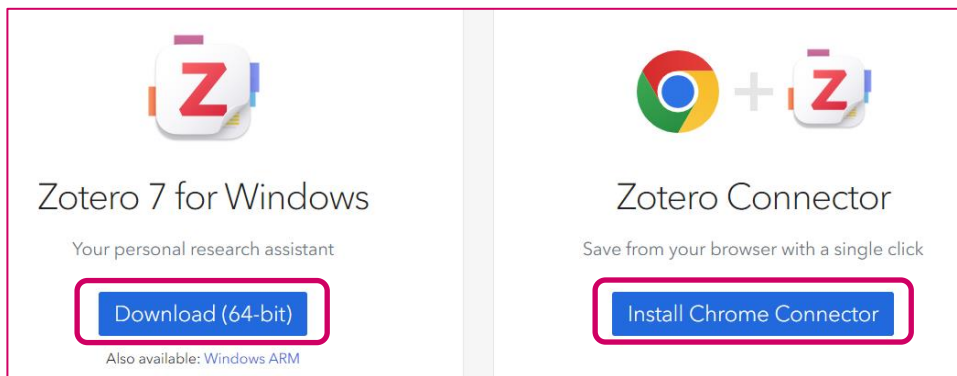 Z
Zotero 7 for Windows
Your personal research assistant
Download (64-bit)
Also available: Windows ARM
Z
Zotero Connector
Save from your browser with a single click
Install Chrome Connector